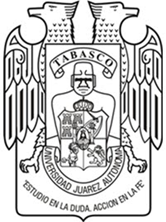 TABASCO
UNIVERSIDAD JUAREZ AUTONOMA
"ESTUDIO EN LA DUDA. ACCION EN LA FE"